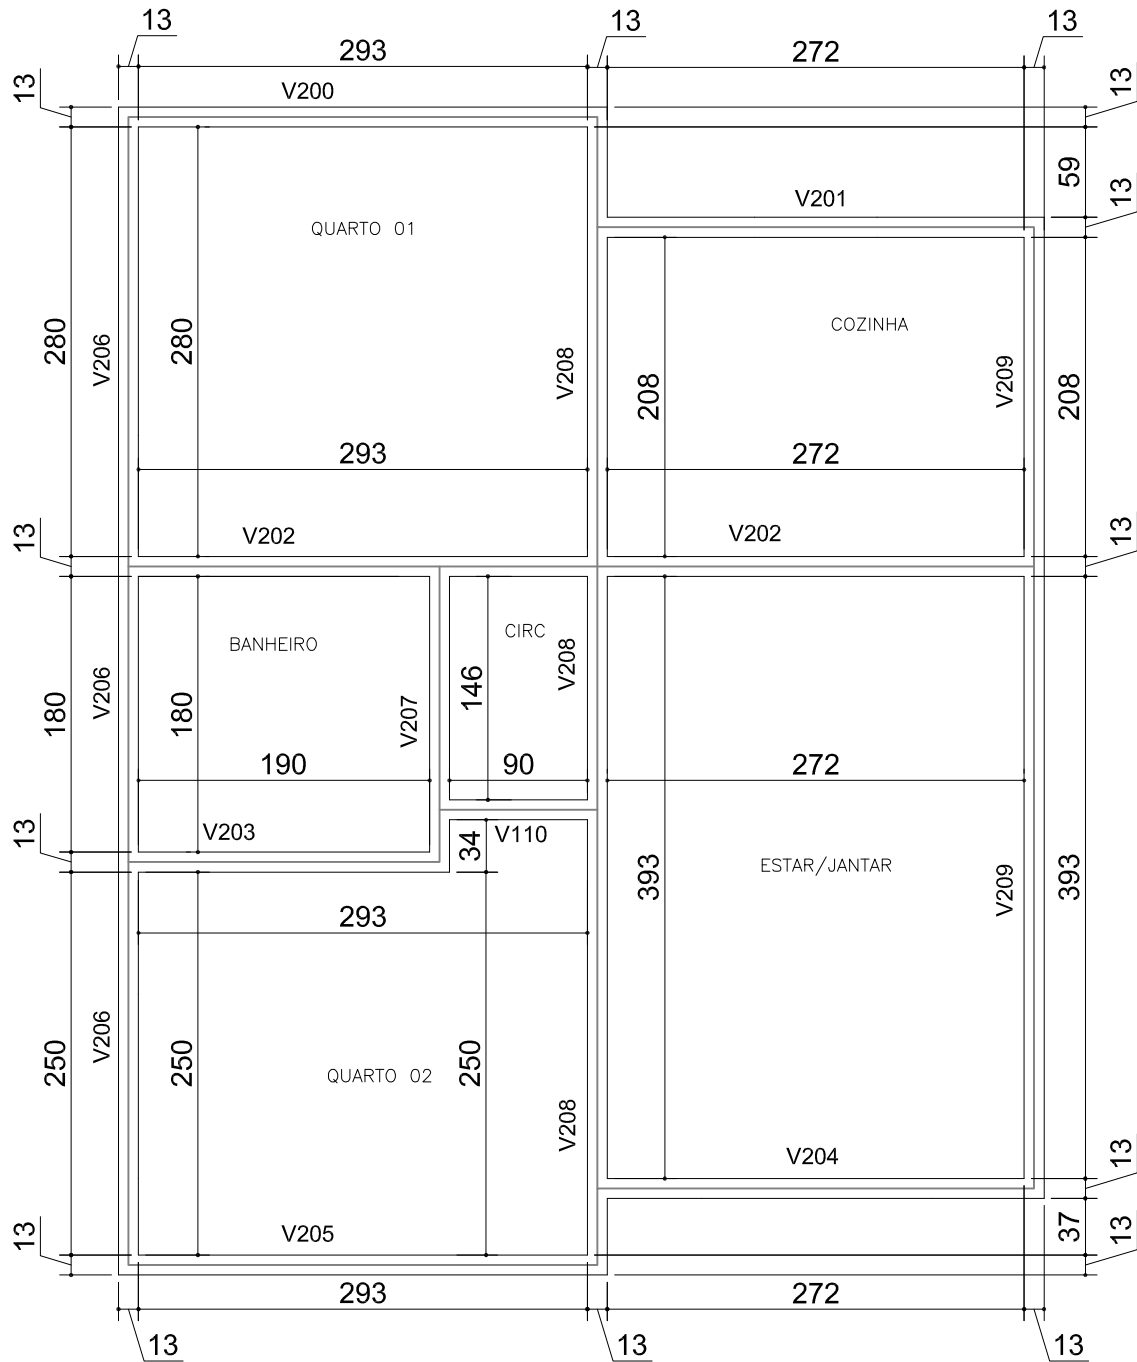 13
13
13
293
272
13
V200
13
59
V201
13
QUARTO 01
COZINHA
280
V206
280
V208
208
V209
208
293
272
13
V202
V202
13
BANHEIRO
CIRC
V208
180
V206
180
V207
146
190
90
272
13
V203
34
V110
393
ESTAR/JANTAR
V209
393
293
250
V206
250
QUARTO 02
250
V208
V204
13
13
V205
37
13
293
272
13
13
13